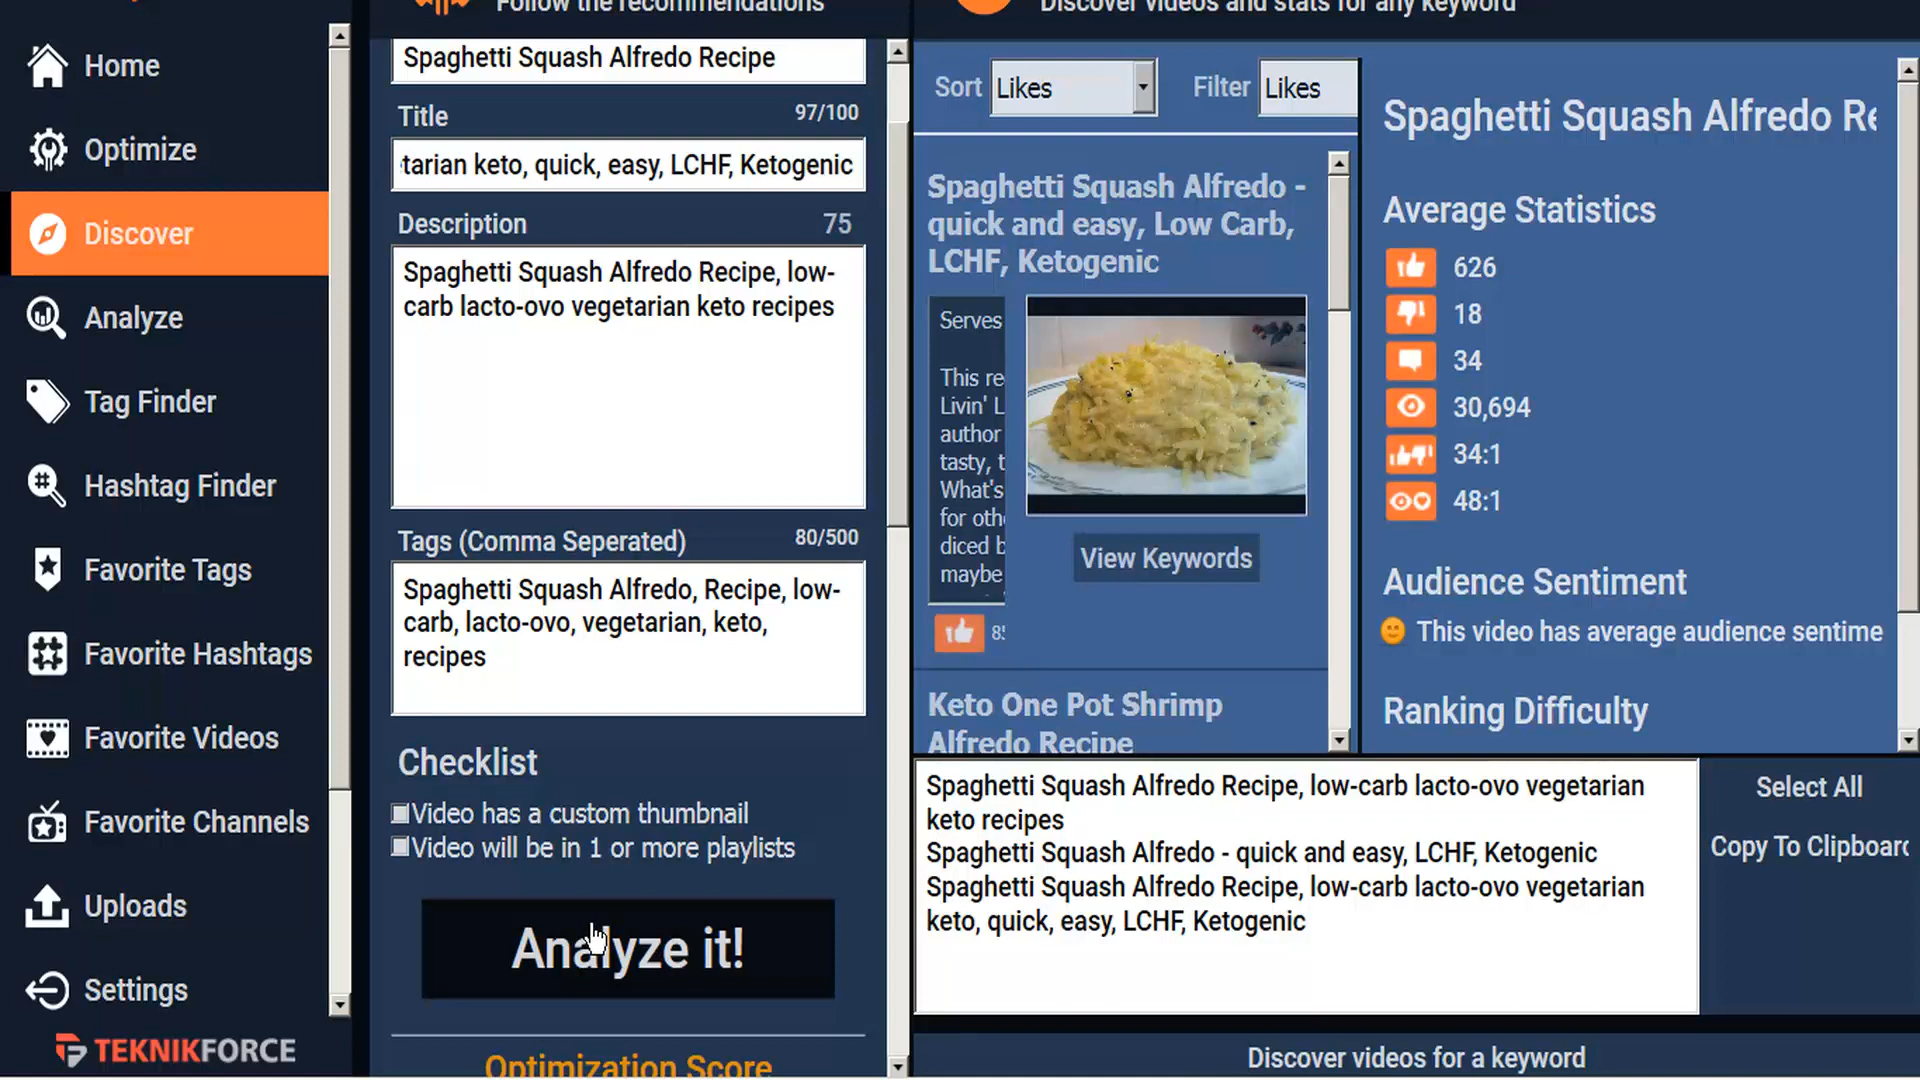 Home
Optimize
Discover
Analyze
Tag Finder
Hashtag Finder
Favorite Tags
Favorite Hashtags
Favorite Videos
Favorite Channels
Uploads
Settings
TEKNIKFORCE
Follow the recommendations
Spaghetti Squash Alfredo Recipe
Title 97/100
tarian keto, quick, easy, LCHF, Ketogenic
Description 75
Spaghetti Squash Alfredo Recipe, low-
carb lacto-ovo vegetarian keto recipes
Tags (Comma Seperated) 80/500
Spaghetti Squash Alfredo, Recipe, low-
carb, lacto-ovo, vegetarian, keto,
recipes
Checklist
Video has a custom thumbnail
Video will be in 1 or more playlists
Analyze it!
Optimization Score
Discover videos and stats for any keyword
Sort Likes Filter Likes
Spaghetti Squash Alfredo -
quick and easy, Low Carb,
LCHF, Ketogenic
Serves
This re
Livin' L
author
tasty, t
What's
for oth
diced b
maybe
View Keywords
Keto One Pot Shrimp
Alfredo Recipe
Spaghetti Squash Alfredo Re
Average Statistics
626
18
34
30,694
34:1
48:1
Audience Sentiment
This video has average audience sentime
Ranking Difficulty
Spaghetti Squash Alfredo Recipe, low-carb lacto-ovo vegetarian
keto recipes
Spaghetti Squash Alfredo - quick and easy, LCHF, Ketogenic
Spaghetti Squash Alfredo Recipe, low-carb lacto-ovo vegetarian
keto, quick, easy, LCHF, Ketogenic
Select All
Copy To Clipboar
Discover videos for a keyword